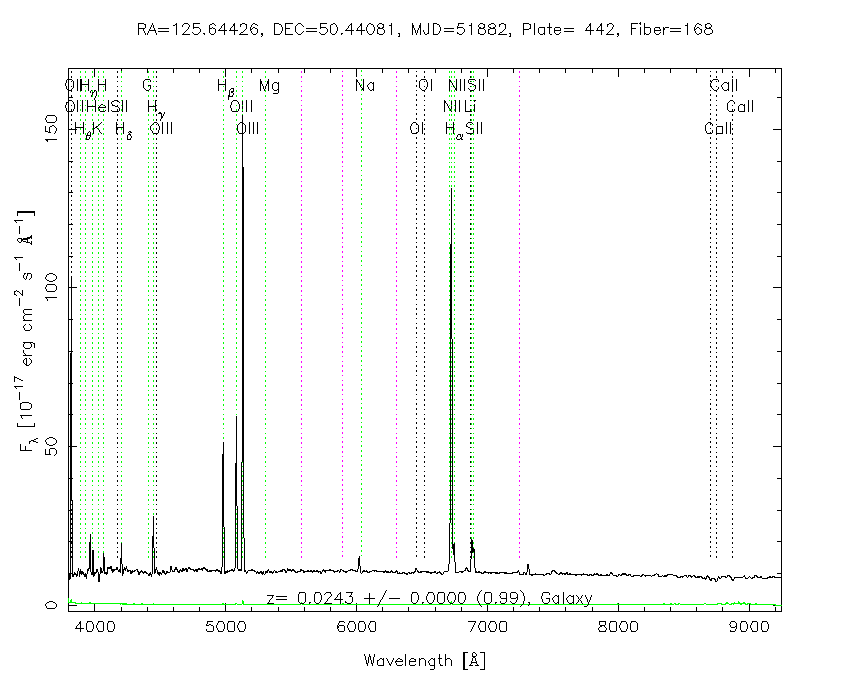 RA=125.64426, DEC=50.44081, MJD=51882, Plate= 442, Fiber=168
OII Hη H G Hβ Mg Na OI NII SII CaII
OII HeI SII Hγ OIII NII Li CaII
Hθ K Hδ OIII OIII OI Hα SII CaII
150
100
50
0
Fλ [10−17 erg cm−2 s−1 Å−1]
z= 0.0243 +/− 0.0000 (0.99), Galaxy
4000 5000 6000 7000 8000 9000
Wavelength [Å]